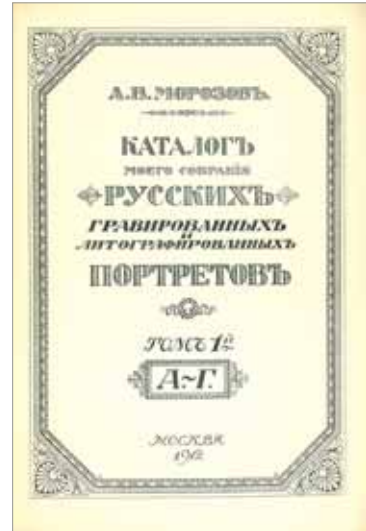 А.В. МОРОЗОВЪ.
КАТАЛОГЪ
МОЕГО СОБРАНІЯ
РУССКИХЪ
ГРАВИРОВАННЫХЪ
И
ЛИТОГРАФИРОВАННЫХЪ
ПОРТРЕТОВЪ
ТОМЪ 1й
А~Г.
МОСКВА
1912